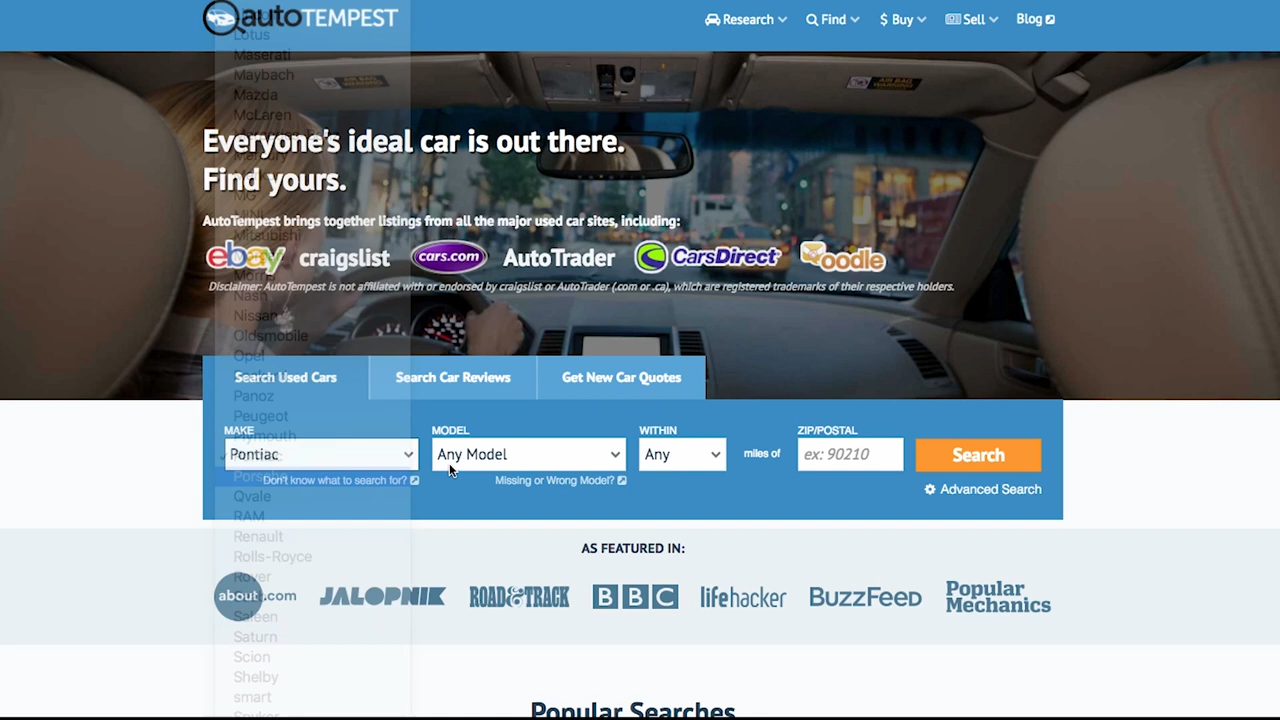 autoTEMPEST
Research
Find
$ Buy
Sell
Blog
Lotus
Maserati
Maybach
Mazda
McLaren
Everyone's ideal car is out there.
Find yours.
MG
AutoTempest brings together listings from all the major used car sites, including:
Mitsubishi
ebay craigslist cars.com AutoTrader CarsDirect oodle
Disclaimer: AutoTempest is not affiliated with or endorsed by craigslist or AutoTrader (.com or .ca), which are registered trademarks of their respective holders.
Nash
Nissan
Oldsmobile
Opel
Search Used Cars
Search Car Reviews
Get New Car Quotes
Panoz
Peugeot
Plymouth
MAKE
MODEL
WITHIN
ZIP/POSTAL
Pontiac
Any Model
Any
miles of
ex: 90210
Search
Don't know what to search for?
Missing or Wrong Model?
Advanced Search
Qvale
RAM
Renault
Rolls-Royce
Rover
AS FEATURED IN:
about.com
JALOPNIK
ROAD & TRACK
BBC
lifehacker
BuzzFeed
Popular
Mechanics
Saleen
Saturn
Scion
Shelby
smart
Popular Searches